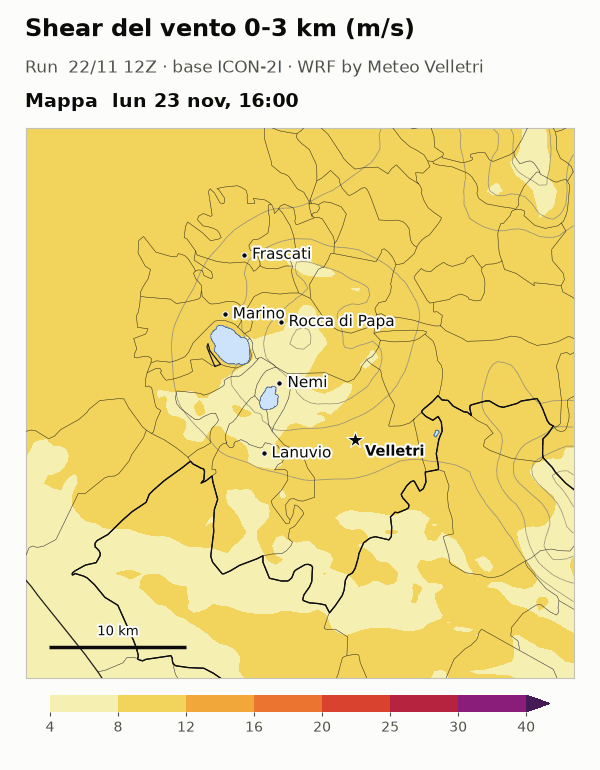 Shear del vento 0-3 km (m/s)
Run  22/11 12Z · base ICON-2I · WRF by Meteo Velletri
Mappa  lun 23 nov, 16:00
Frascati
Marino
Rocca di Papa
Nemi
Velletri
Lanuvio
10 km
4 8 12 16 20 25 30 40